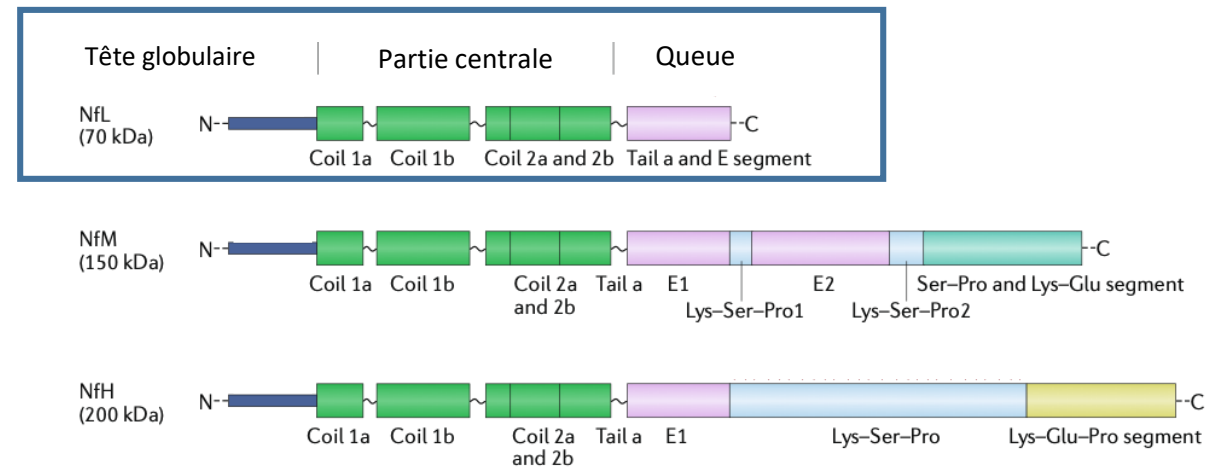 Tête globulaire | Partie centrale | Queue
NfL
(70 kDa)
N-- --C
Coil 1a Coil 1b Coil 2a and 2b Tail a and E segment
NfM
(150 kDa)
N-- --C
Coil 1a Coil 1b Coil 2a and 2b Tail a E1 E2 Ser–Pro and Lys–Glu segment
Lys–Ser–Pro1 Lys–Ser–Pro2
NfH
(200 kDa)
N-- --C
Coil 1a Coil 1b Coil 2a and 2b Tail a E1 Lys–Ser–Pro Lys–Glu–Pro segment